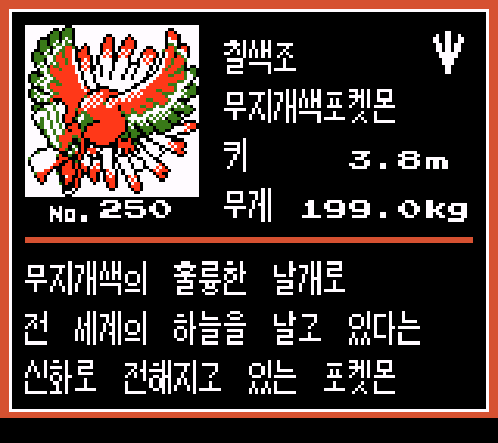 칠색조
무지개색포켓몬
키 3.8m
No.250
무게 199.0kg
무지개색의 훌륭한 날개로
전 세계의 하늘을 날고 있다는
신화로 전해지고 있는 포켓몬